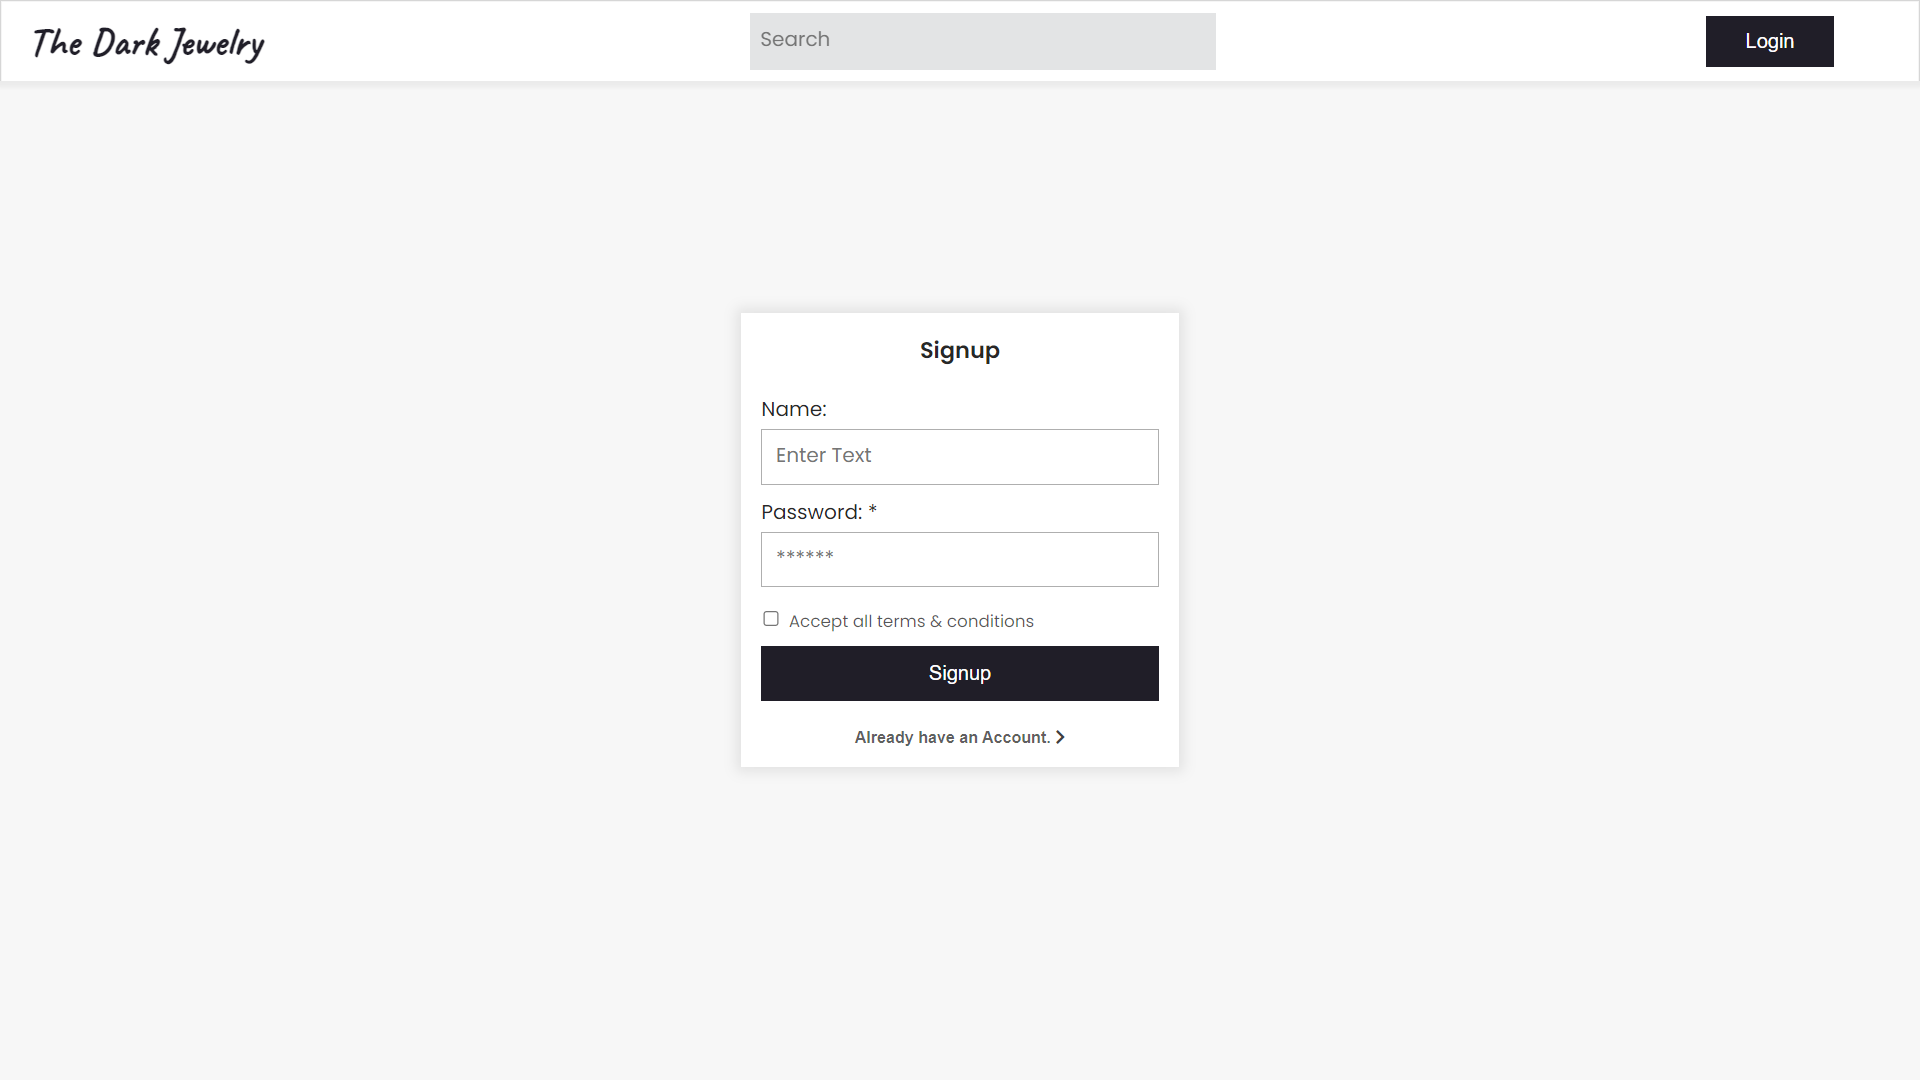 The Dark Jewelry
Search
Login
Signup
Name:
Enter Text
Password: *
******
Accept all terms & conditions
Signup
Already have an Account.